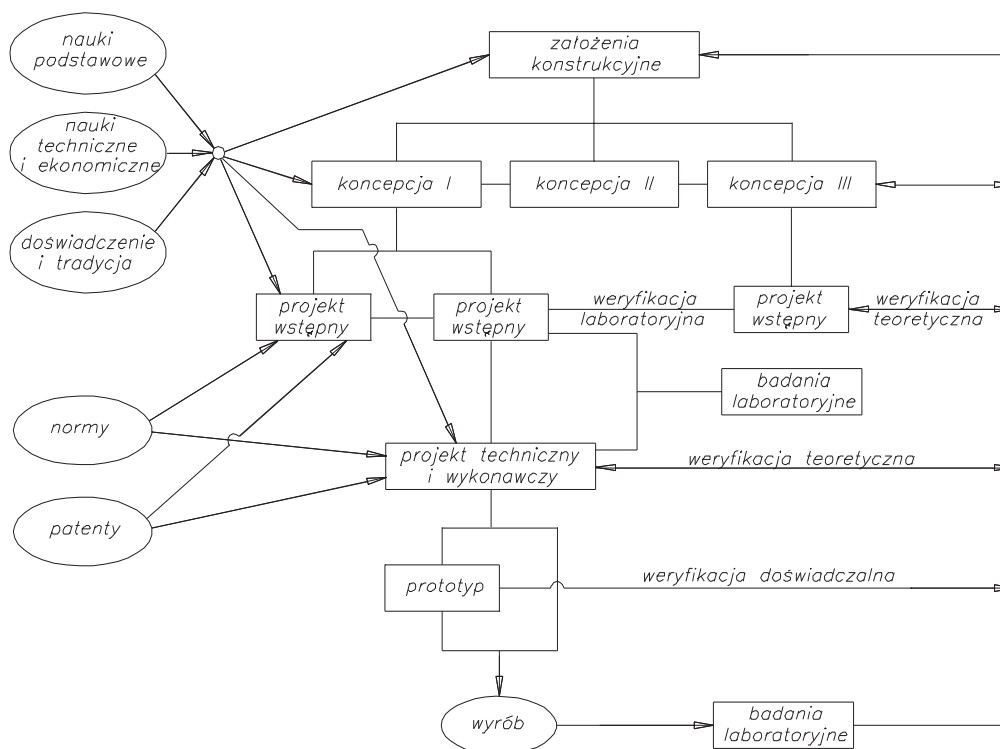 nauki
podstawowe
założenia
konstrukcyjne
nauki
techniczne
i ekonomiczne
koncepcja I
koncepcja II
koncepcja III
doświadczenie
i tradycja
projekt
wstępny
projekt
wstępny
weryfikacja
laboratoryjna
projekt
wstępny
weryfikacja
teoretyczna
badania
laboratoryjne
normy
projekt techniczny
i wykonawczy
weryfikacja teoretyczna
patenty
prototyp
weryfikacja doświadczalna
wyrób
badania
laboratoryjne